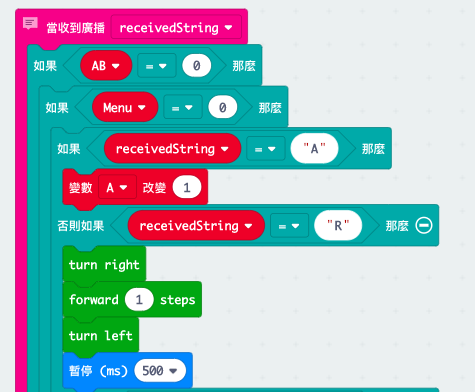 當收到廣播 receivedString
如果 AB = 0 那麼
如果 Menu = 0 那麼
如果 receivedString = "A" 那麼
變數 A 改變 1
否則如果 receivedString = "R" 那麼
turn right
forward 1 steps
turn left
暫停 (ms) 500